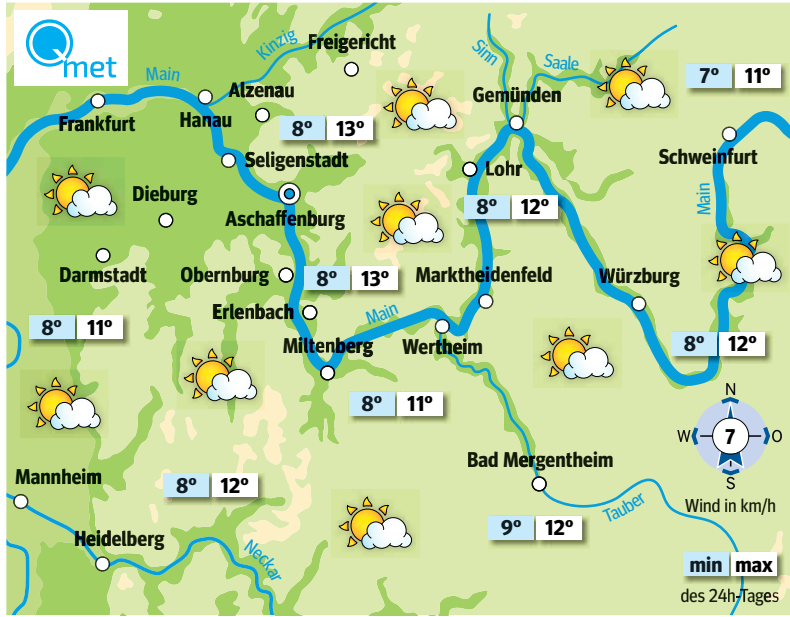 Qmet
Kinzig
Freigericht
Sinn
Saale
Main
Alzenau
Gemünden
7° 11°
Frankfurt
Hanau
8° 13°
Schweinfurt
Seligenstadt
Lohr
Dieburg
Aschaffenburg
8° 12°
Main
Darmstadt
Obernburg
8° 13°
Marktheidenfeld
Würzburg
Erlenbach
Main
8° 11°
Miltenberg
Wertheim
8° 12°
8° 11°
N
W 7 O
S
Mannheim
8° 12°
Bad Mergentheim
Tauber
Wind in km/h
Heidelberg
9° 12°
Neckar
min max
des 24h-Tages